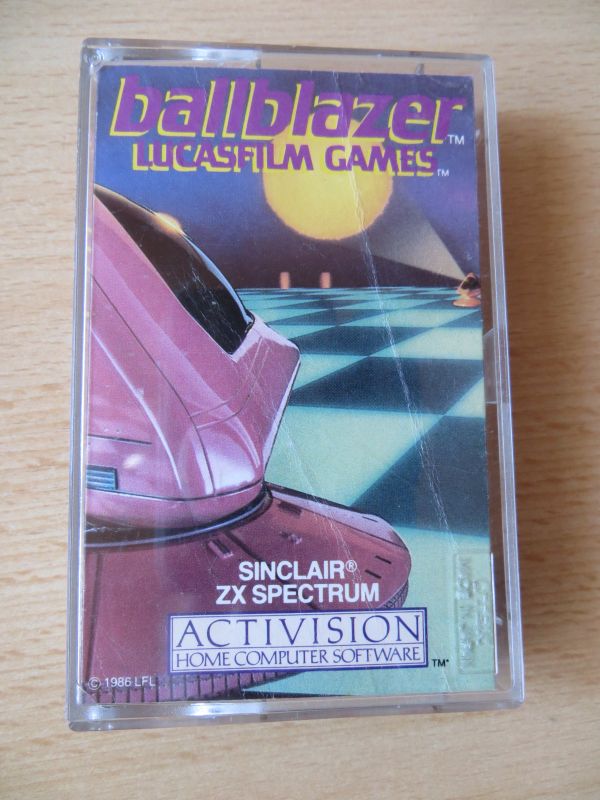 ballblazer™
LUCASFILM GAMES™
SINCLAIR®
ZX SPECTRUM
ACTIVISION
HOME COMPUTER SOFTWARE™
© 1986 LFL